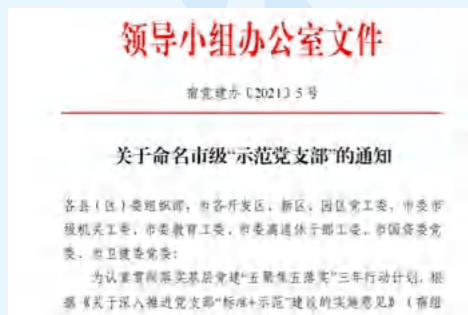 领导小组办公室文件
宿党建办〔2021〕5号
关于命名市级“示范党支部”的通知
各县（区）委组织部，市各开发区、新区、园区党工委，市委市
级机关工委、市委教育工委、市委离退休干部工委、市国资委党
委、市卫健委党委：
为认真贯彻落实基层党建“五聚焦五落实”三年行动计划，根
据《关于深入推进党支部“标准+示范”建设的实施意见》（宿组